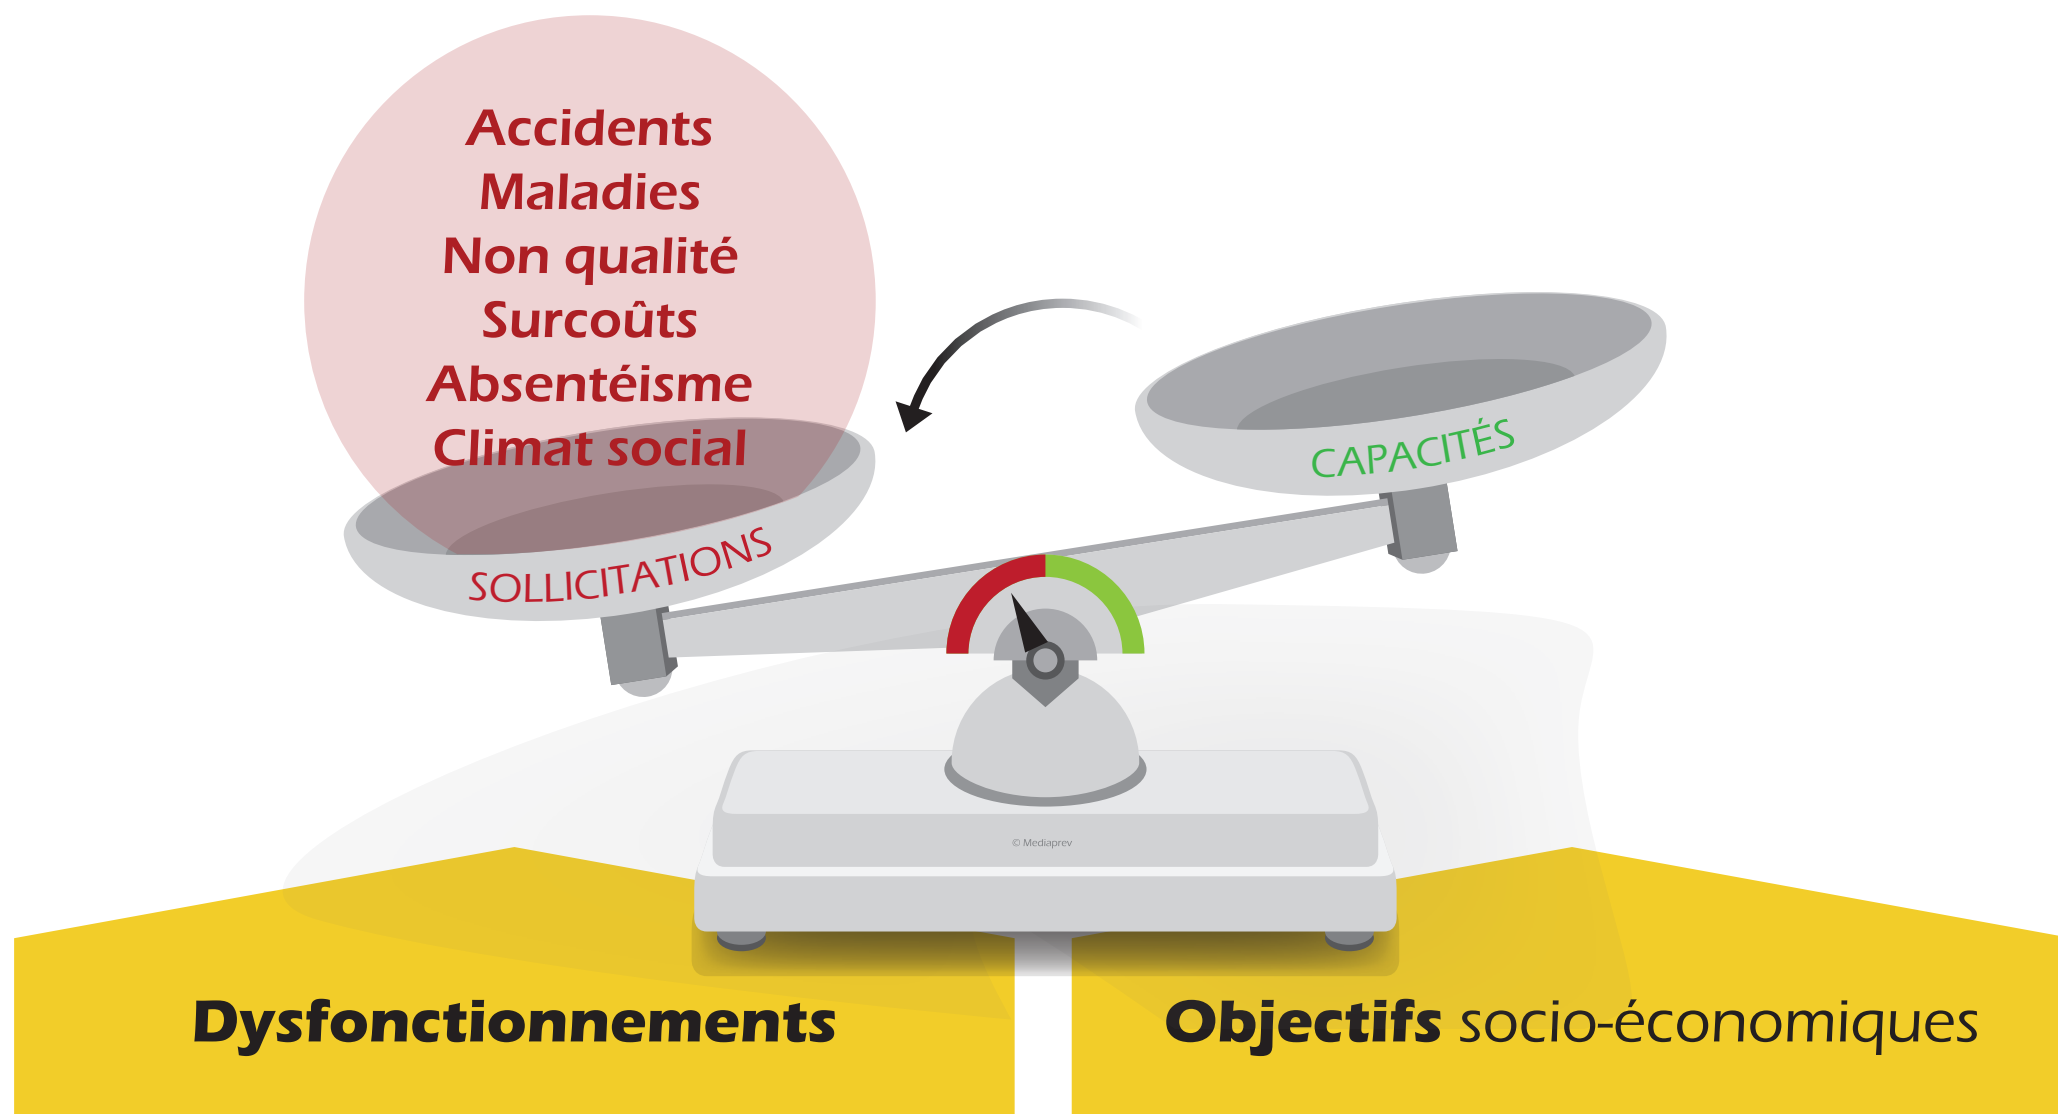 Accidents
Maladies
Non qualité
Surcoûts
Absentéisme
Climat social
SOLLICITATIONS
CAPACITÉS
© Mediaprev
Dysfonctionnements
Objectifs socio-économiques